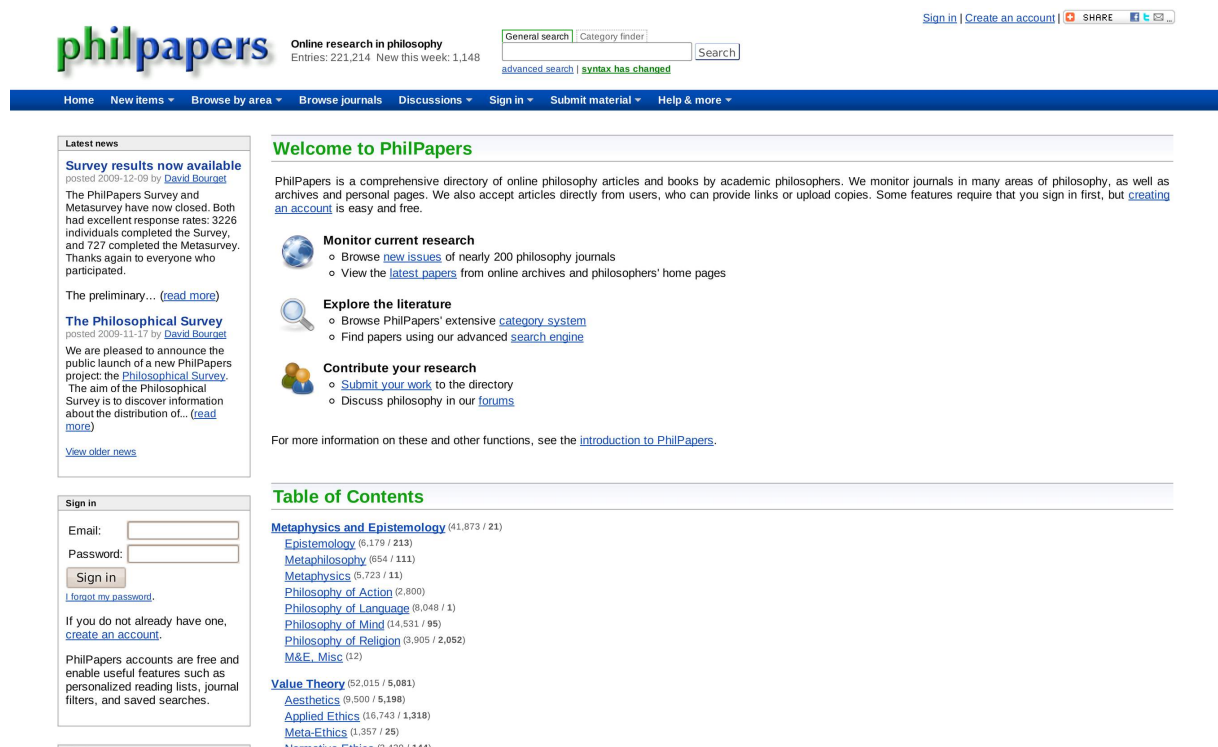 Sign in | Create an account | SHARE ...
philpapers
Online research in philosophy
Entries: 221,214 New this week: 1,148
General search Category finder
Search
advanced search | syntax has changed
Home New items Browse by area Browse journals Discussions Sign in Submit material Help & more
Latest news
Survey results now available
posted 2009-12-09 by David Bourget
The PhilPapers Survey and
Metasurvey have now closed. Both
had excellent response rates: 3226
individuals completed the Survey,
and 727 completed the Metasurvey.
Thanks again to everyone who
participated.
The preliminary... (read more)
The Philosophical Survey
posted 2009-11-17 by David Bourget
We are pleased to announce the
public launch of a new PhilPapers
project: the Philosophical Survey.
The aim of the Philosophical
Survey is to discover information
about the distribution of... (read
more)
View older news
Sign in
Email:
Password:
Sign in
I forgot my password.
If you do not already have one,
create an account.
PhilPapers accounts are free and
enable useful features such as
personalized reading lists, journal
filters, and saved searches.
Welcome to PhilPapers
PhilPapers is a comprehensive directory of online philosophy articles and books by academic philosophers. We monitor journals in many areas of philosophy, as well as
archives and personal pages. We also accept articles directly from users, who can provide links or upload copies. Some features require that you sign in first, but creating
an account is easy and free.
Monitor current research
Browse new issues of nearly 200 philosophy journals
View the latest papers from online archives and philosophers' home pages
Explore the literature
Browse PhilPapers' extensive category system
Find papers using our advanced search engine
Contribute your research
Submit your work to the directory
Discuss philosophy in our forums
For more information on these and other functions, see the introduction to PhilPapers.
Table of Contents
Metaphysics and Epistemology (41,873 / 21)
Epistemology (6,179 / 213)
Metaphilosophy (654 / 111)
Metaphysics (5,723 / 11)
Philosophy of Action (2,800)
Philosophy of Language (8,048 / 1)
Philosophy of Mind (14,531 / 95)
Philosophy of Religion (3,905 / 2,052)
M&E, Misc (12)
Value Theory (52,015 / 5,081)
Aesthetics (9,500 / 5,198)
Applied Ethics (16,743 / 1,318)
Meta-Ethics (1,357 / 25)
Normative Ethics